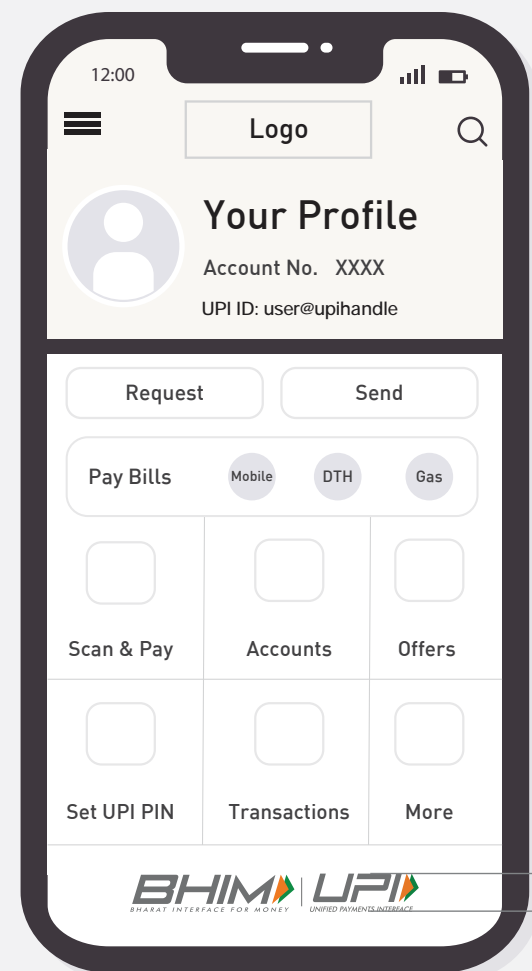 12:00
Logo
Your Profile
Account No. XXXX
UPI ID: user@upihandle
Request Send
Pay Bills Mobile DTH Gas
Scan & Pay Accounts Offers
Set UPI PIN Transactions More
BHIM UPI
BHARAT INTERFACE FOR MONEY UNIFIED PAYMENTS INTERFACE